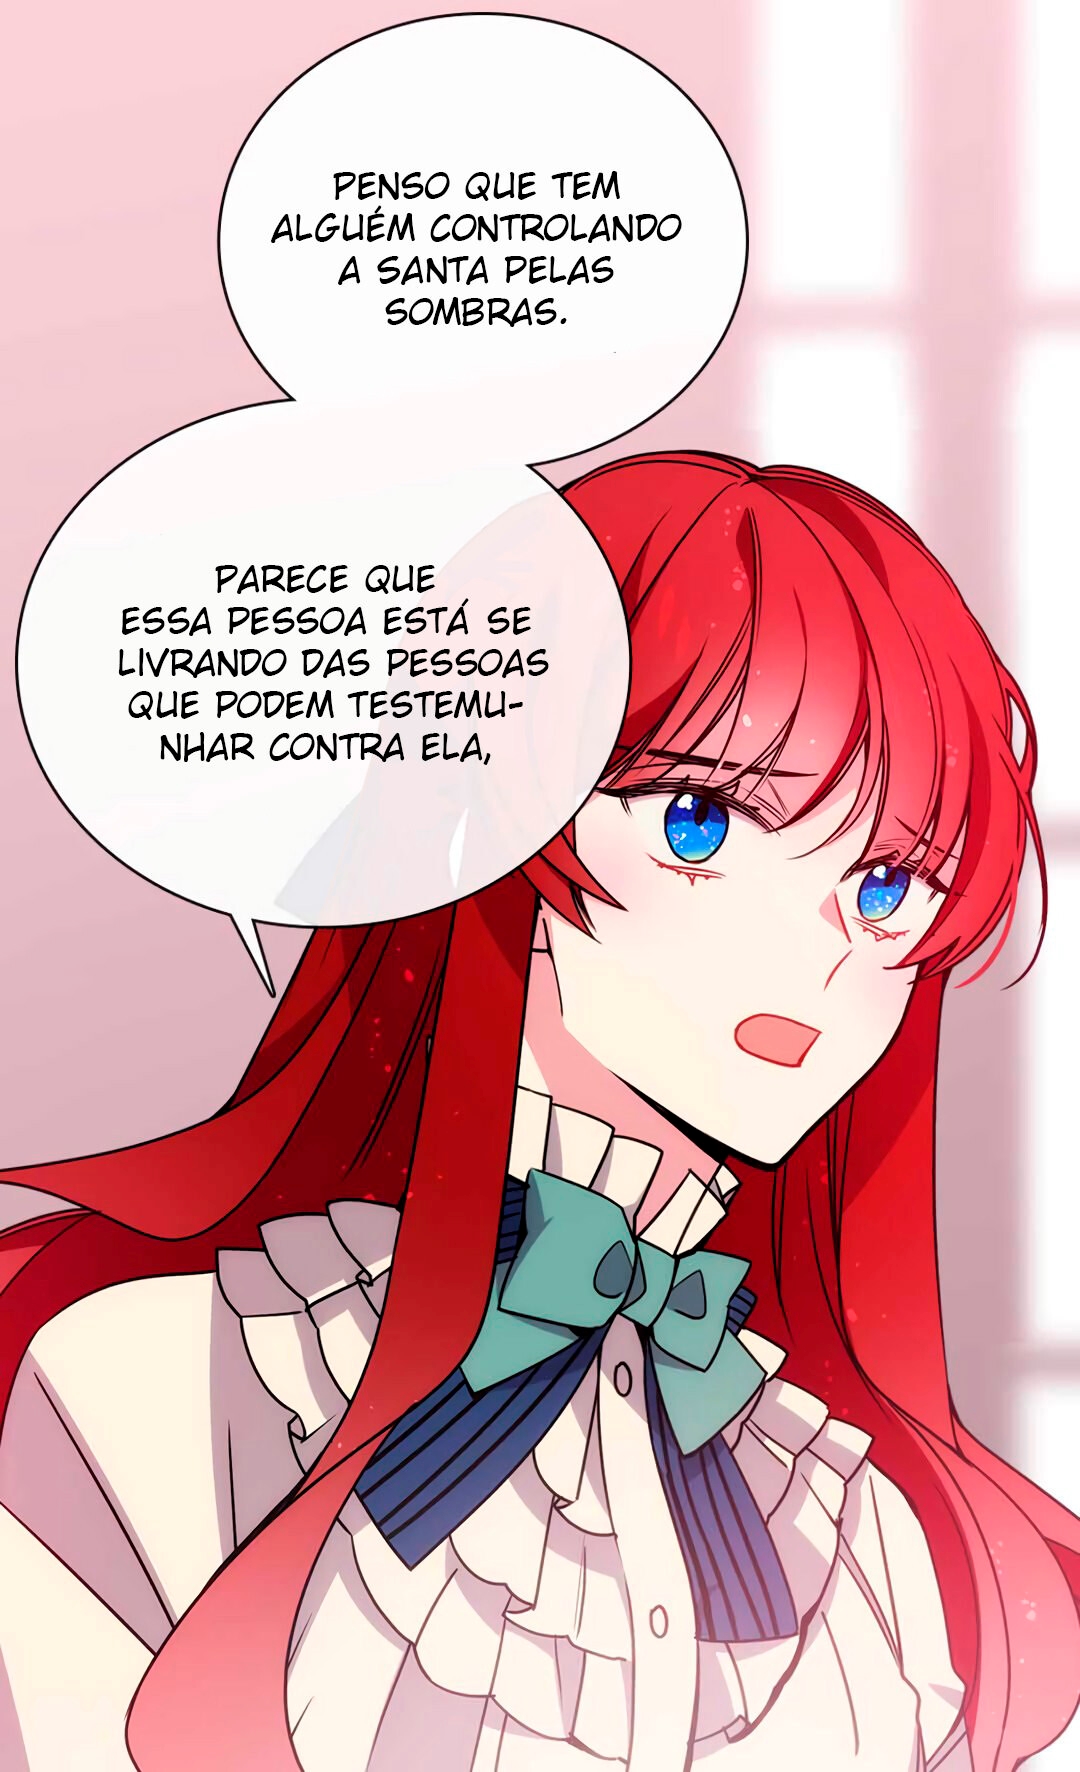 PENSO QUE TEM
ALGUÉM CONTROLANDO
A SANTA PELAS
SOMBRAS.
PARECE QUE
ESSA PESSOA ESTÁ SE
LIVRANDO DAS PESSOAS
QUE PODEM TESTEMU-
NHAR CONTRA ELA,